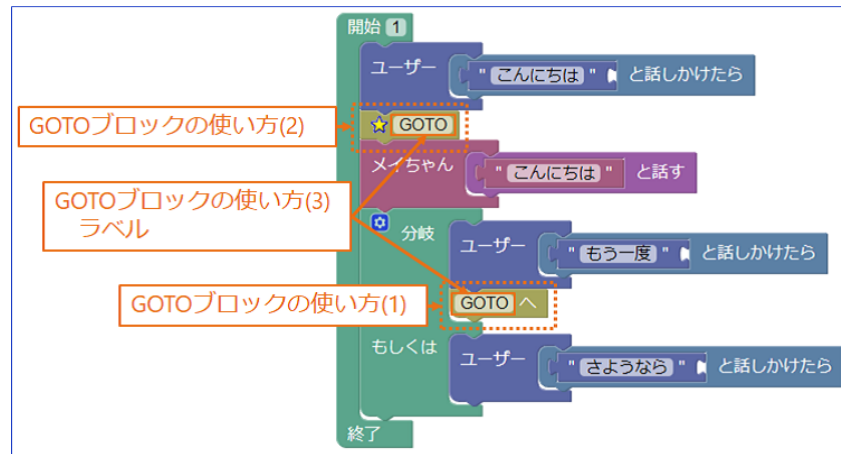 開始 1
ユーザー " こんにちは " と話しかけたら
GOTOブロックの使い方(2)
GOTO
メイちゃん " こんにちは " と話す
GOTOブロックの使い方(3)
ラベル
分岐 ユーザー " もう一度 " と話しかけたら
GOTOブロックの使い方(1)
GOTO へ
もしくは ユーザー " さようなら " と話しかけたら
終了